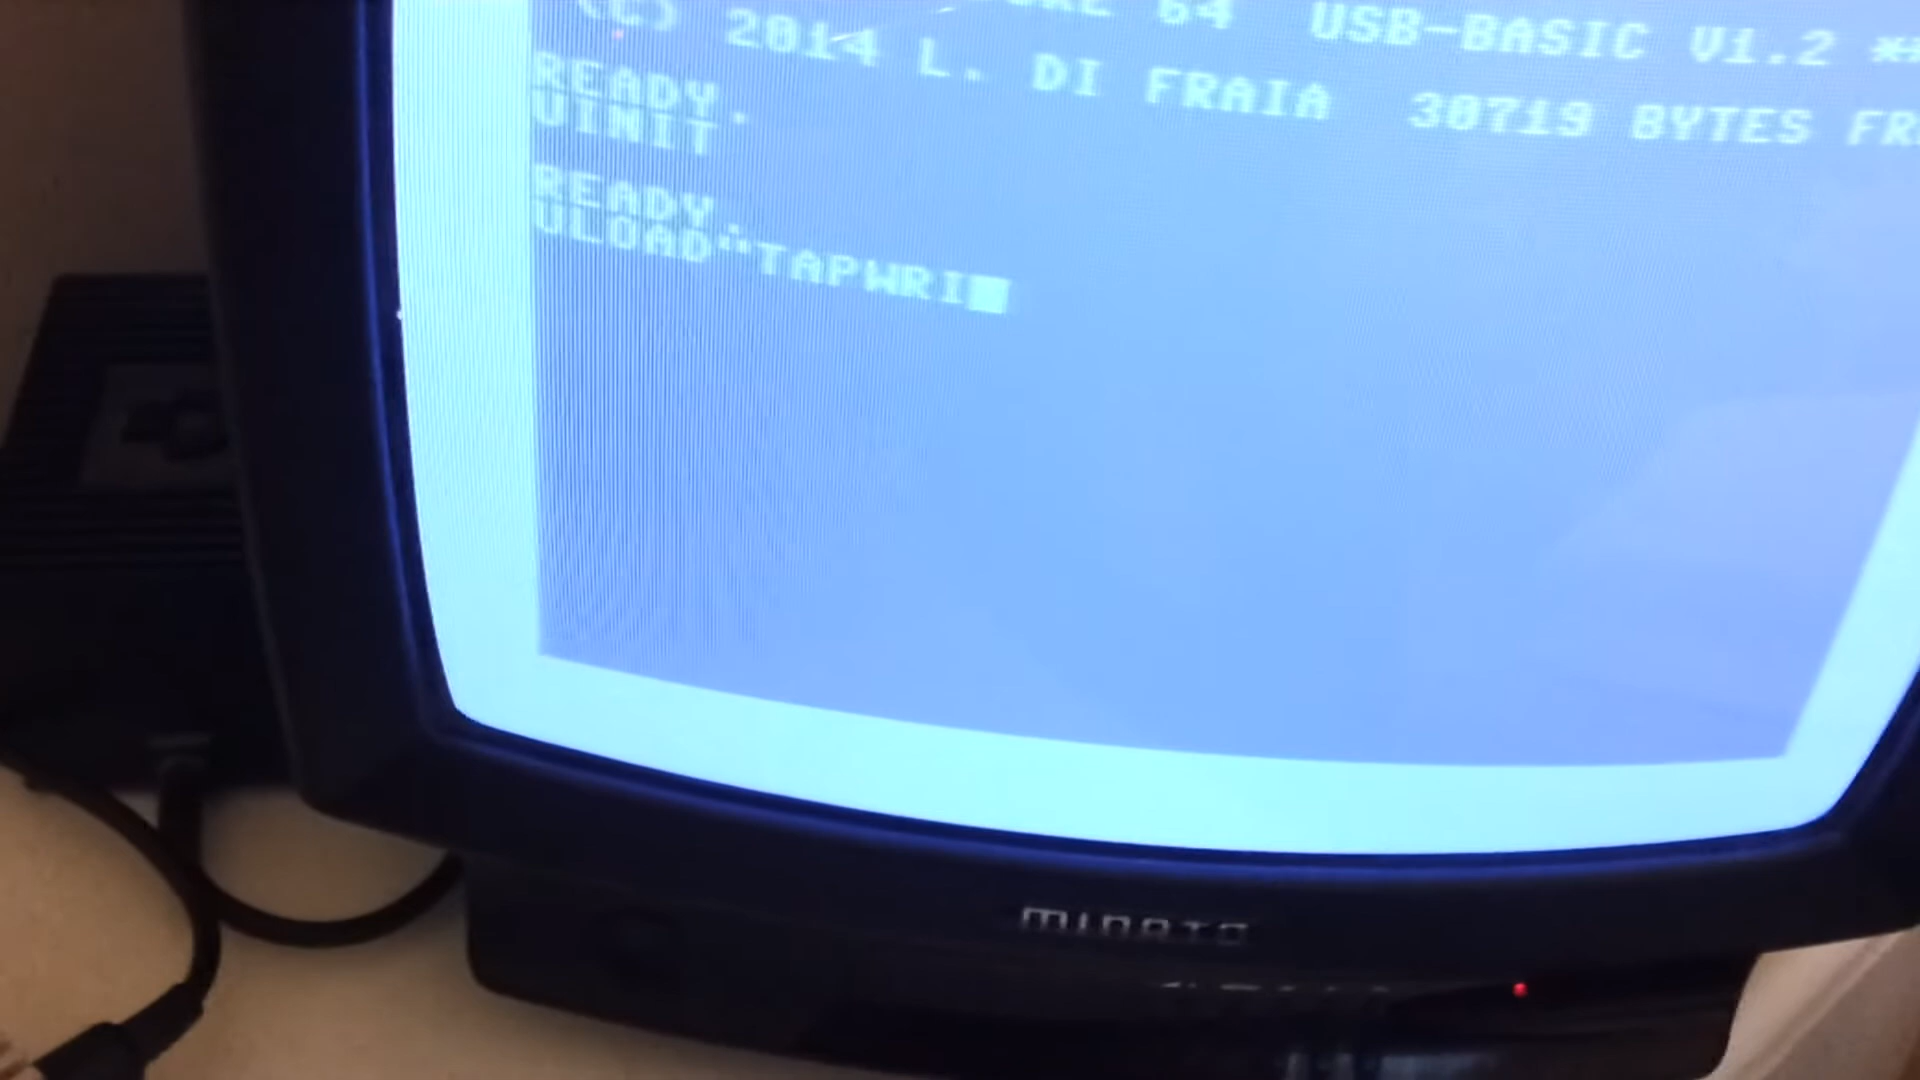 64 USB-BASIC V1.2 **
(C) 2014 L. DI FRAIA 30719 BYTES FR
READY.
UINIT
READY.
ULOAD"TAPWRI
MINATO